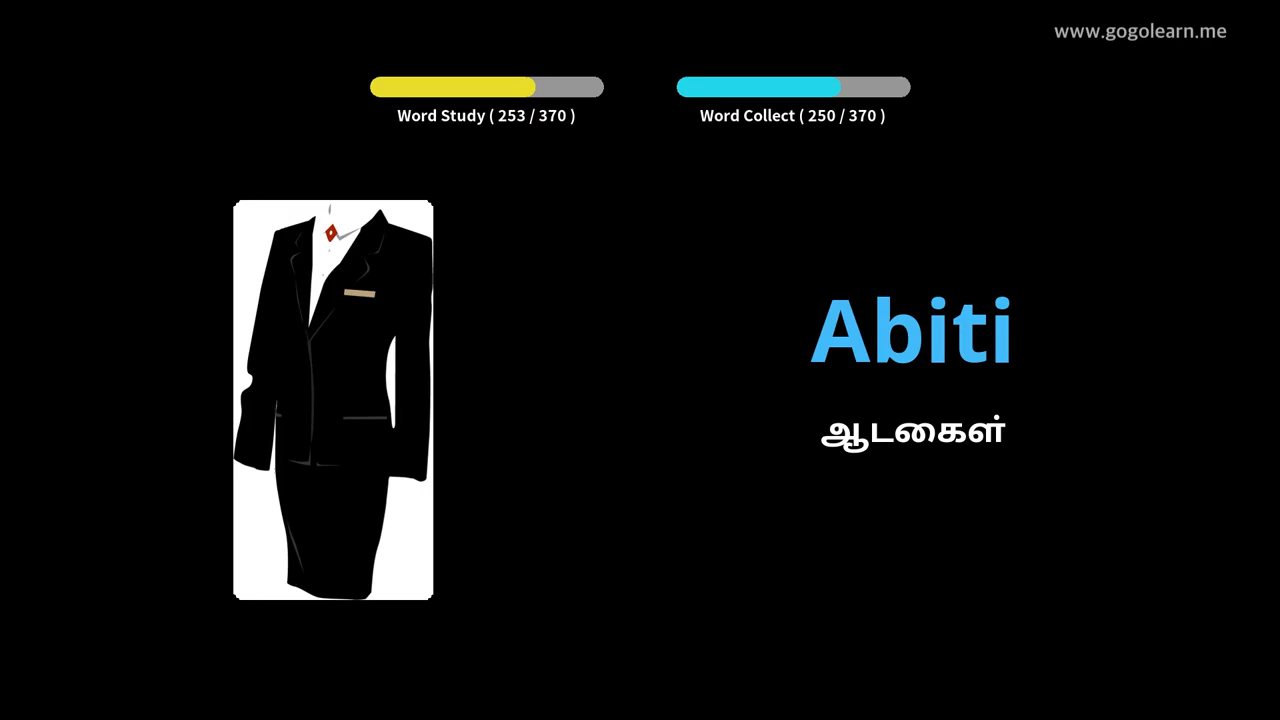 www.gogolearn.me
Word Study ( 253 / 370 )
Word Collect ( 250 / 370 )
Abiti
ஆடைகள்